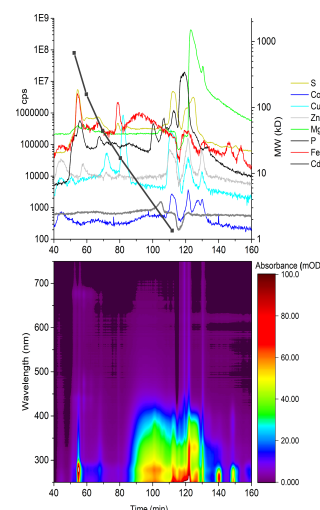 1E9
1E8
1E7
1000000
100000
10000
1000
100
cps
40 60 80 100 120 140 160
1000
100
10
1
MW (kD)
S
Co
Cu
Zn
Mg
P
Fe
Cd
Absorbance (mOD
100.0
80.00
60.00
40.00
20.00
0.000
Wavelength (nm)
700
600
500
400
300
40 60 80 100 120 140 160
Time (min)